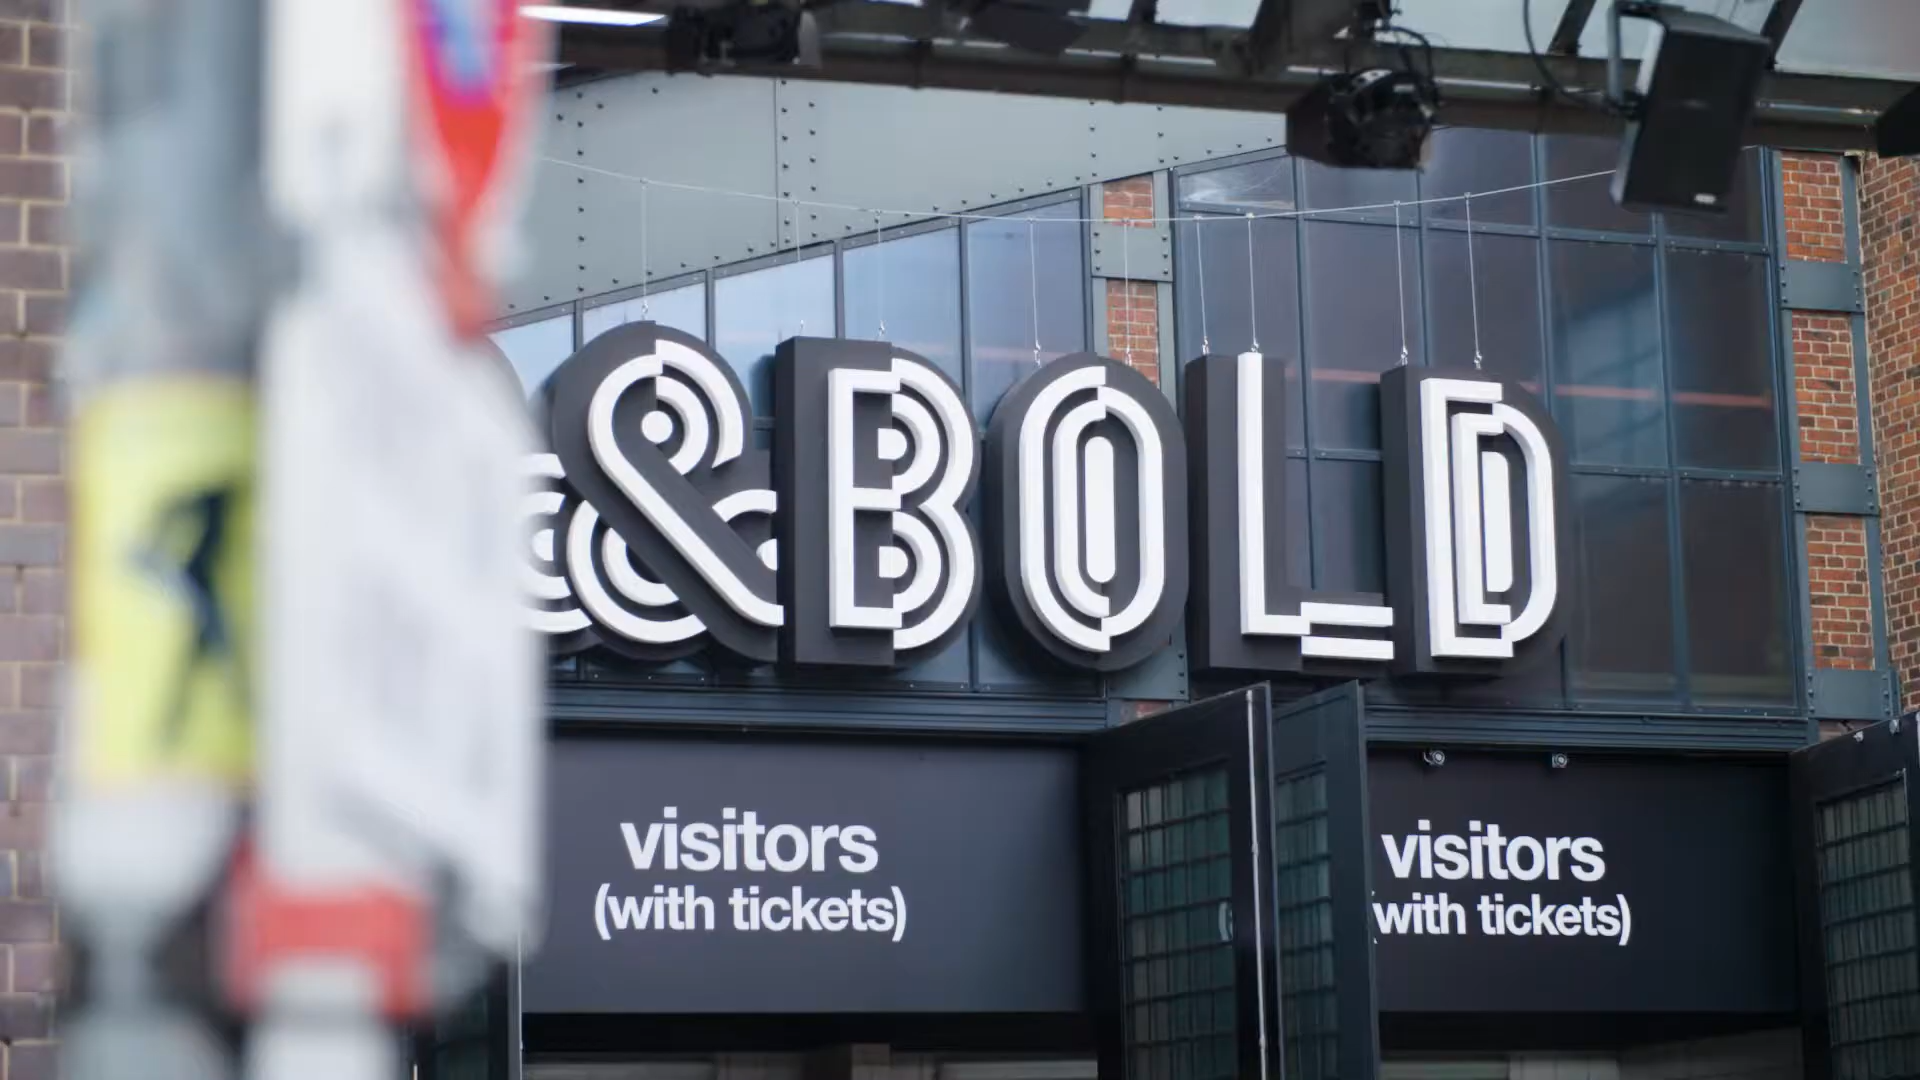 &BOLD
visitors
(with tickets)
visitors
(with tickets)